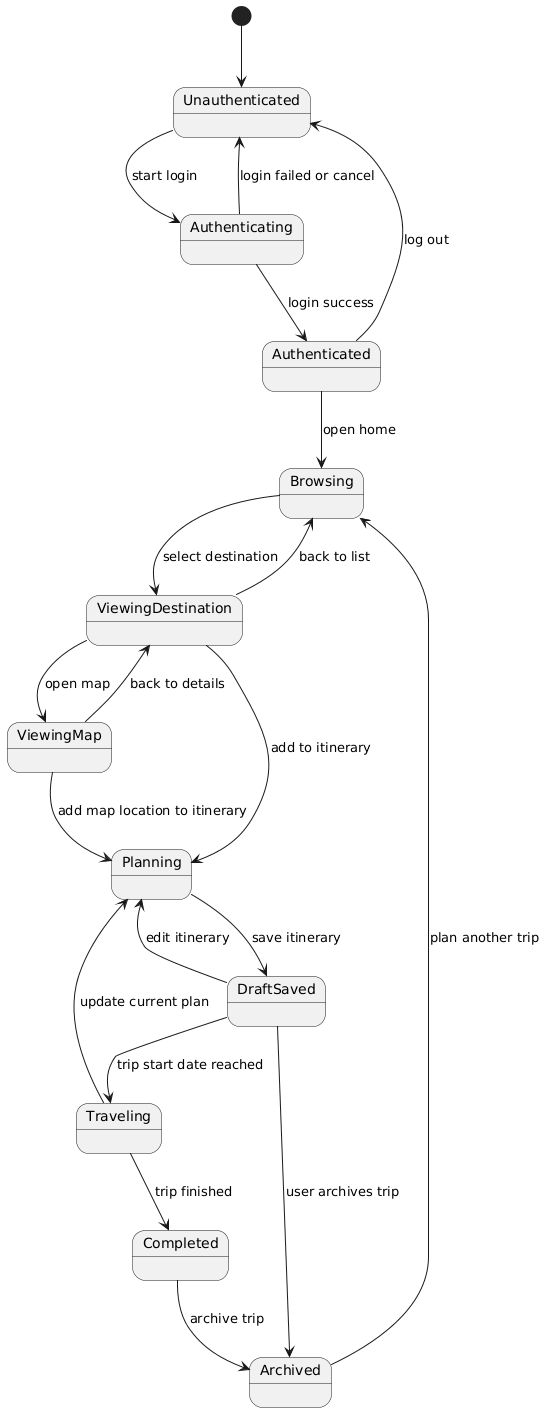 Unauthenticated
start login
login failed or cancel
Authenticating
log out
login success
Authenticated
open home
Browsing
select destination
back to list
ViewingDestination
open map
back to details
ViewingMap
add to itinerary
add map location to itinerary
Planning
edit itinerary
save itinerary
plan another trip
DraftSaved
update current plan
trip start date reached
Traveling
trip finished
user archives trip
Completed
archive trip
Archived